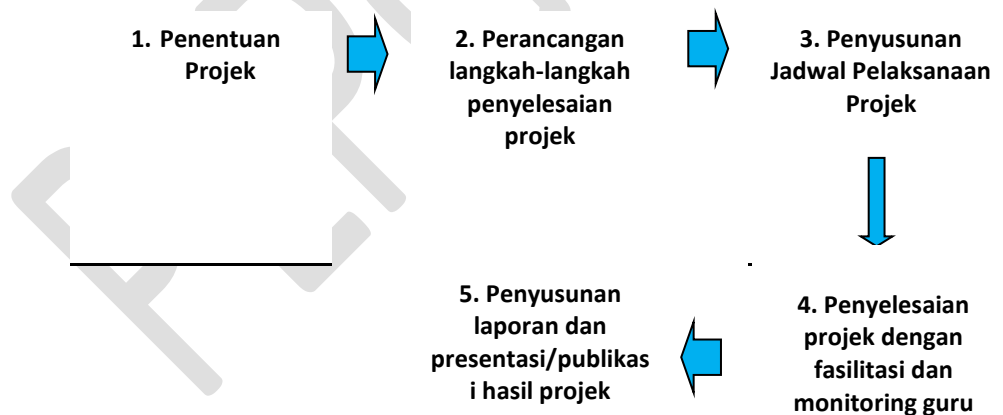 1. Penentuan
Projek
2. Perancangan
langkah-langkah
penyelesaian
projek
3. Penyusunan
Jadwal Pelaksanaan
Projek
4. Penyelesaian
projek dengan
fasilitasi dan
monitoring guru
5. Penyusunan
laporan dan
presentasi/publikas
i hasil projek